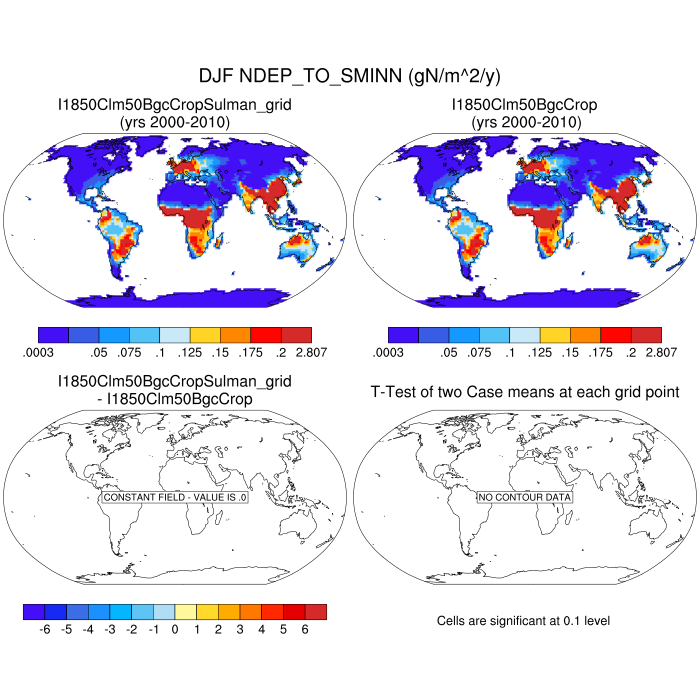 DJF NDEP_TO_SMINN (gN/m^2/y)
I1850Clm50BgcCropSulman_grid
(yrs 2000-2010)
I1850Clm50BgcCrop
(yrs 2000-2010)
.0003 .05 .075 .1 .125 .15 .175 .2 2.807
.0003 .05 .075 .1 .125 .15 .175 .2 2.807
I1850Clm50BgcCropSulman_grid
- I1850Clm50BgcCrop
T-Test of two Case means at each grid point
CONSTANT FIELD - VALUE IS .0
NO CONTOUR DATA
-6 -5 -4 -3 -2 -1 0 1 2 3 4 5 6
Cells are significant at 0.1 level